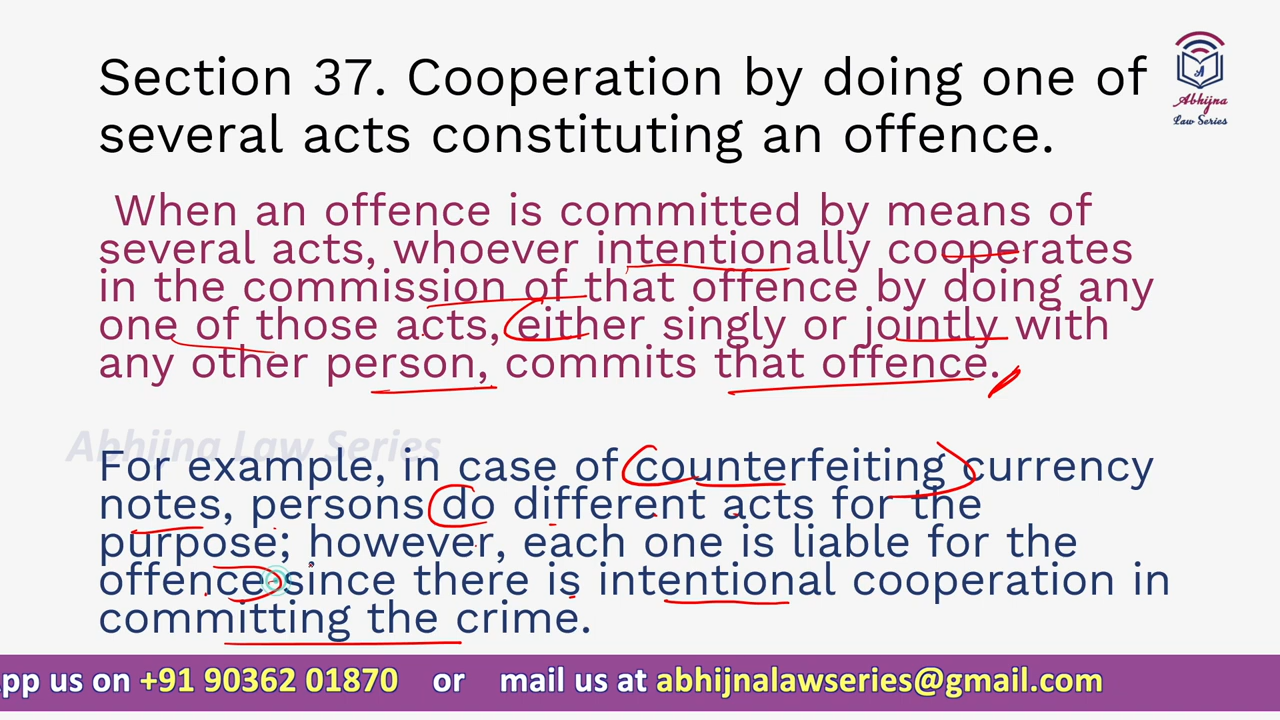 Section 37. Cooperation by doing one of
several acts constituting an offence.
A
Abhijna
Law Series
When an offence is committed by means of
several acts, whoever intentionally cooperates
in the commission of that offence by doing any
one of those acts, either singly or jointly with
any other person, commits that offence.
Abhijna Law Series
For example, in case of counterfeiting currency
notes, persons do different acts for the
purpose; however, each one is liable for the
offence since there is intentional cooperation in
committing the crime.
pp us on +91 90362 01870 or mail us at abhijnalawseries@gmail.com